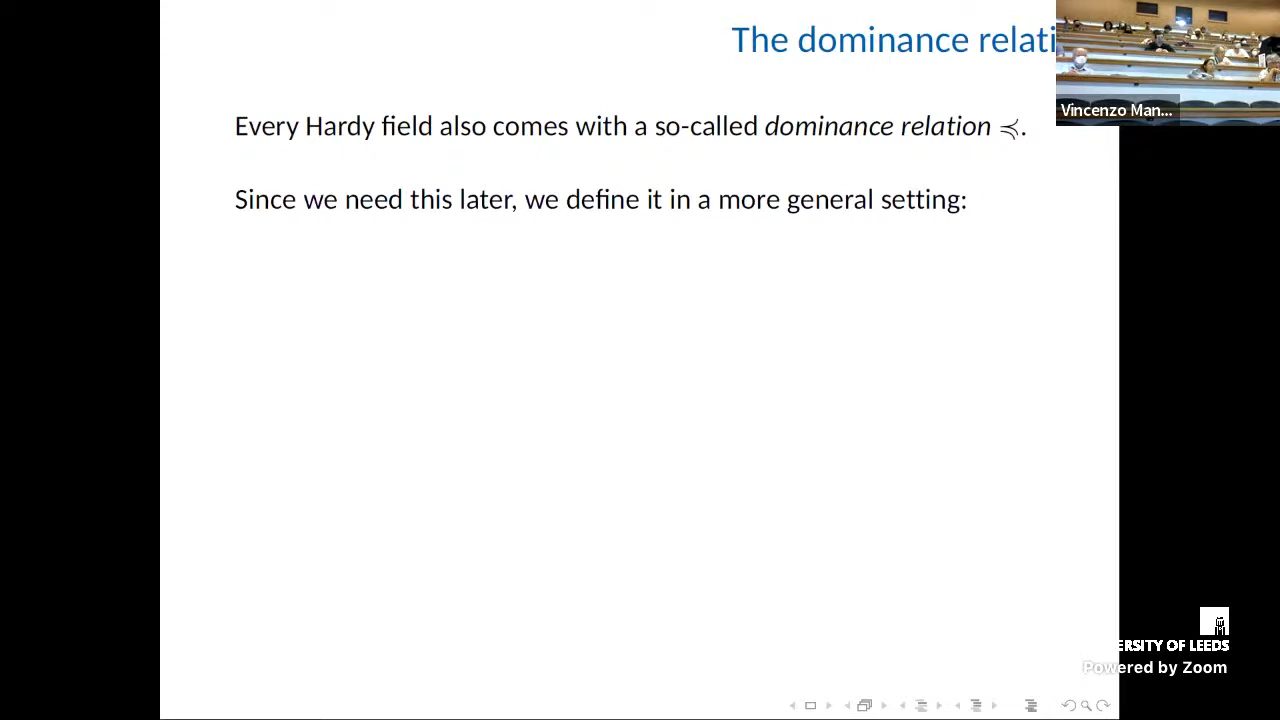 The dominance relati
Vincenzo Man...
Every Hardy field also comes with a so-called dominance relation ≼.
Since we need this later, we define it in a more general setting:
ERSITY OF LEEDS
Powered by Zoom